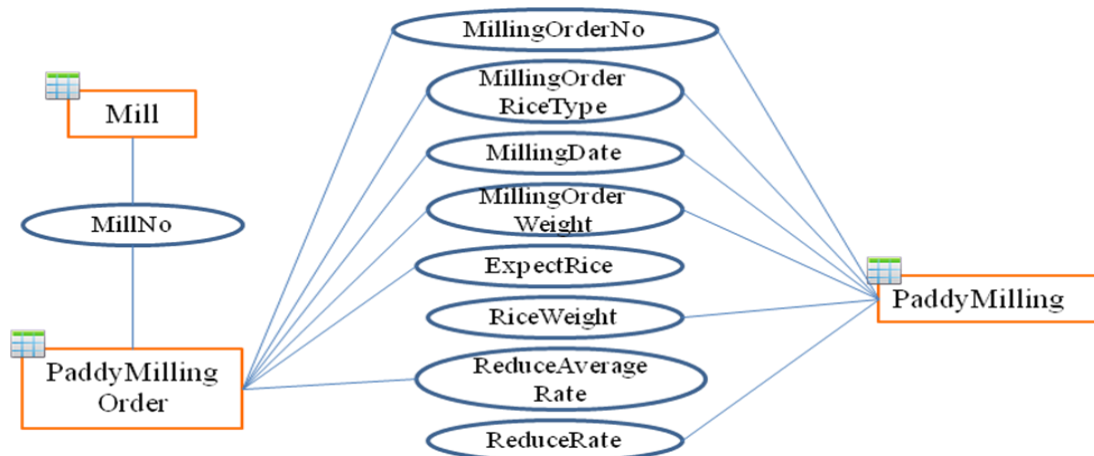 MillingOrderNo
MillingOrder
RiceType
Mill
MillingDate
MillingOrder
Weight
MillNo
ExpectRice
RiceWeight
PaddyMilling
PaddyMilling
Order
ReduceAverage
Rate
ReduceRate